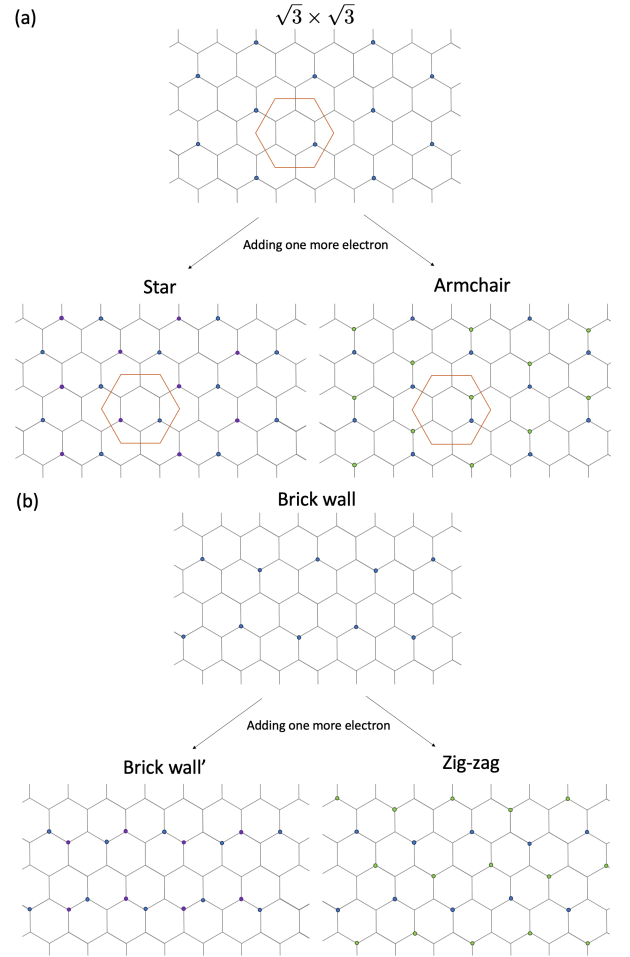 (a)
√3 × √3
Adding one more electron
Star
Armchair
(b)
Brick wall
Adding one more electron
Brick wall’
Zig-zag